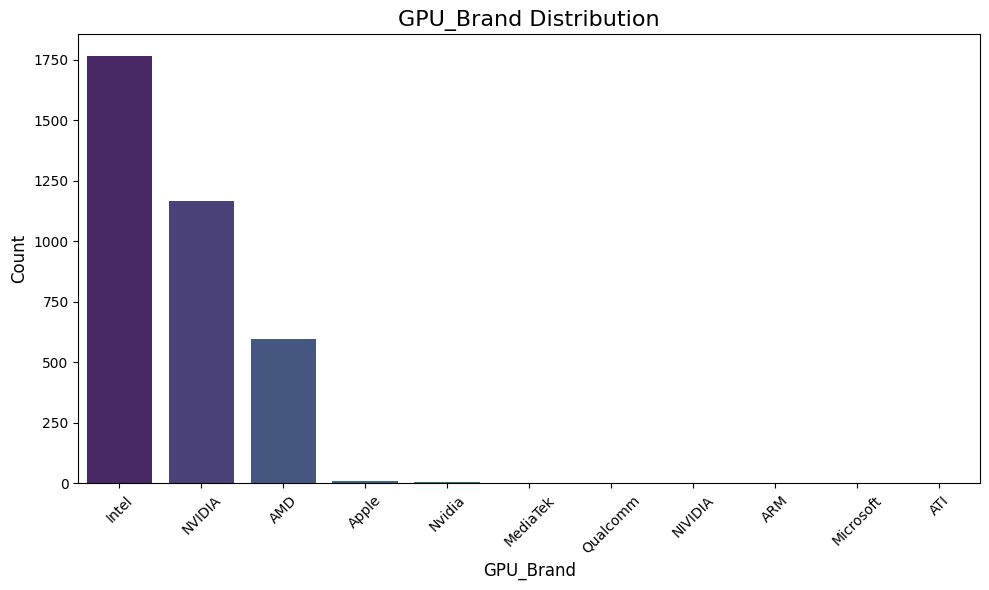 GPU_Brand Distribution
Count
1750
1500
1250
1000
750
500
250
0
Intel
NVIDIA
AMD
Apple
Nvidia
MediaTek
Qualcomm
NIVIDIA
ARM
Microsoft
ATI
GPU_Brand